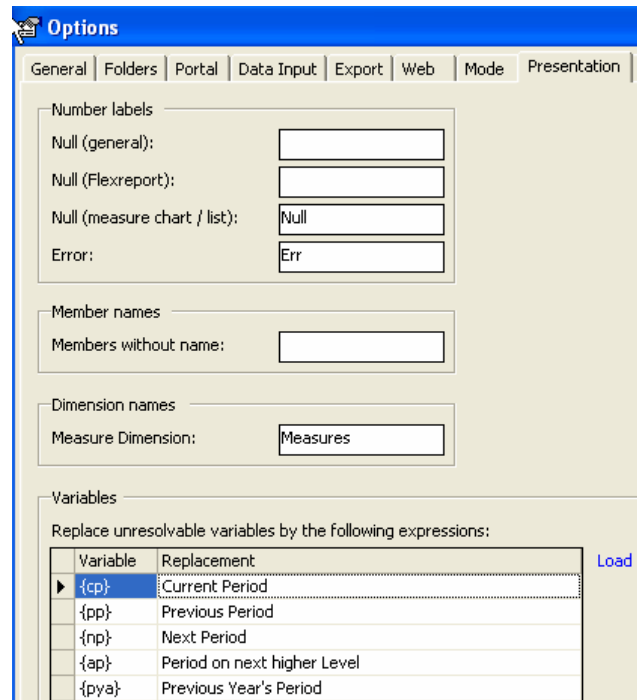 Options
General Folders Portal Data Input Export Web Mode Presentation
Number labels
Null (general):
Null (Flexreport):
Null (measure chart / list): Null
Error: Err
Member names
Members without name:
Dimension names
Measure Dimension: Measures
Variables
Replace unresolvable variables by the following expressions:
Variable Replacement Load
{cp} Current Period
{pp} Previous Period
{np} Next Period
{ap} Period on next higher Level
{pya} Previous Year's Period